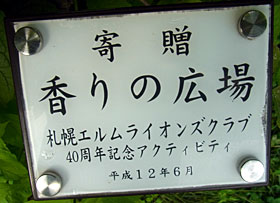 寄贈
香りの広場
札幌エルムライオンズクラブ
40周年記念アクティビティ
平成12年6月